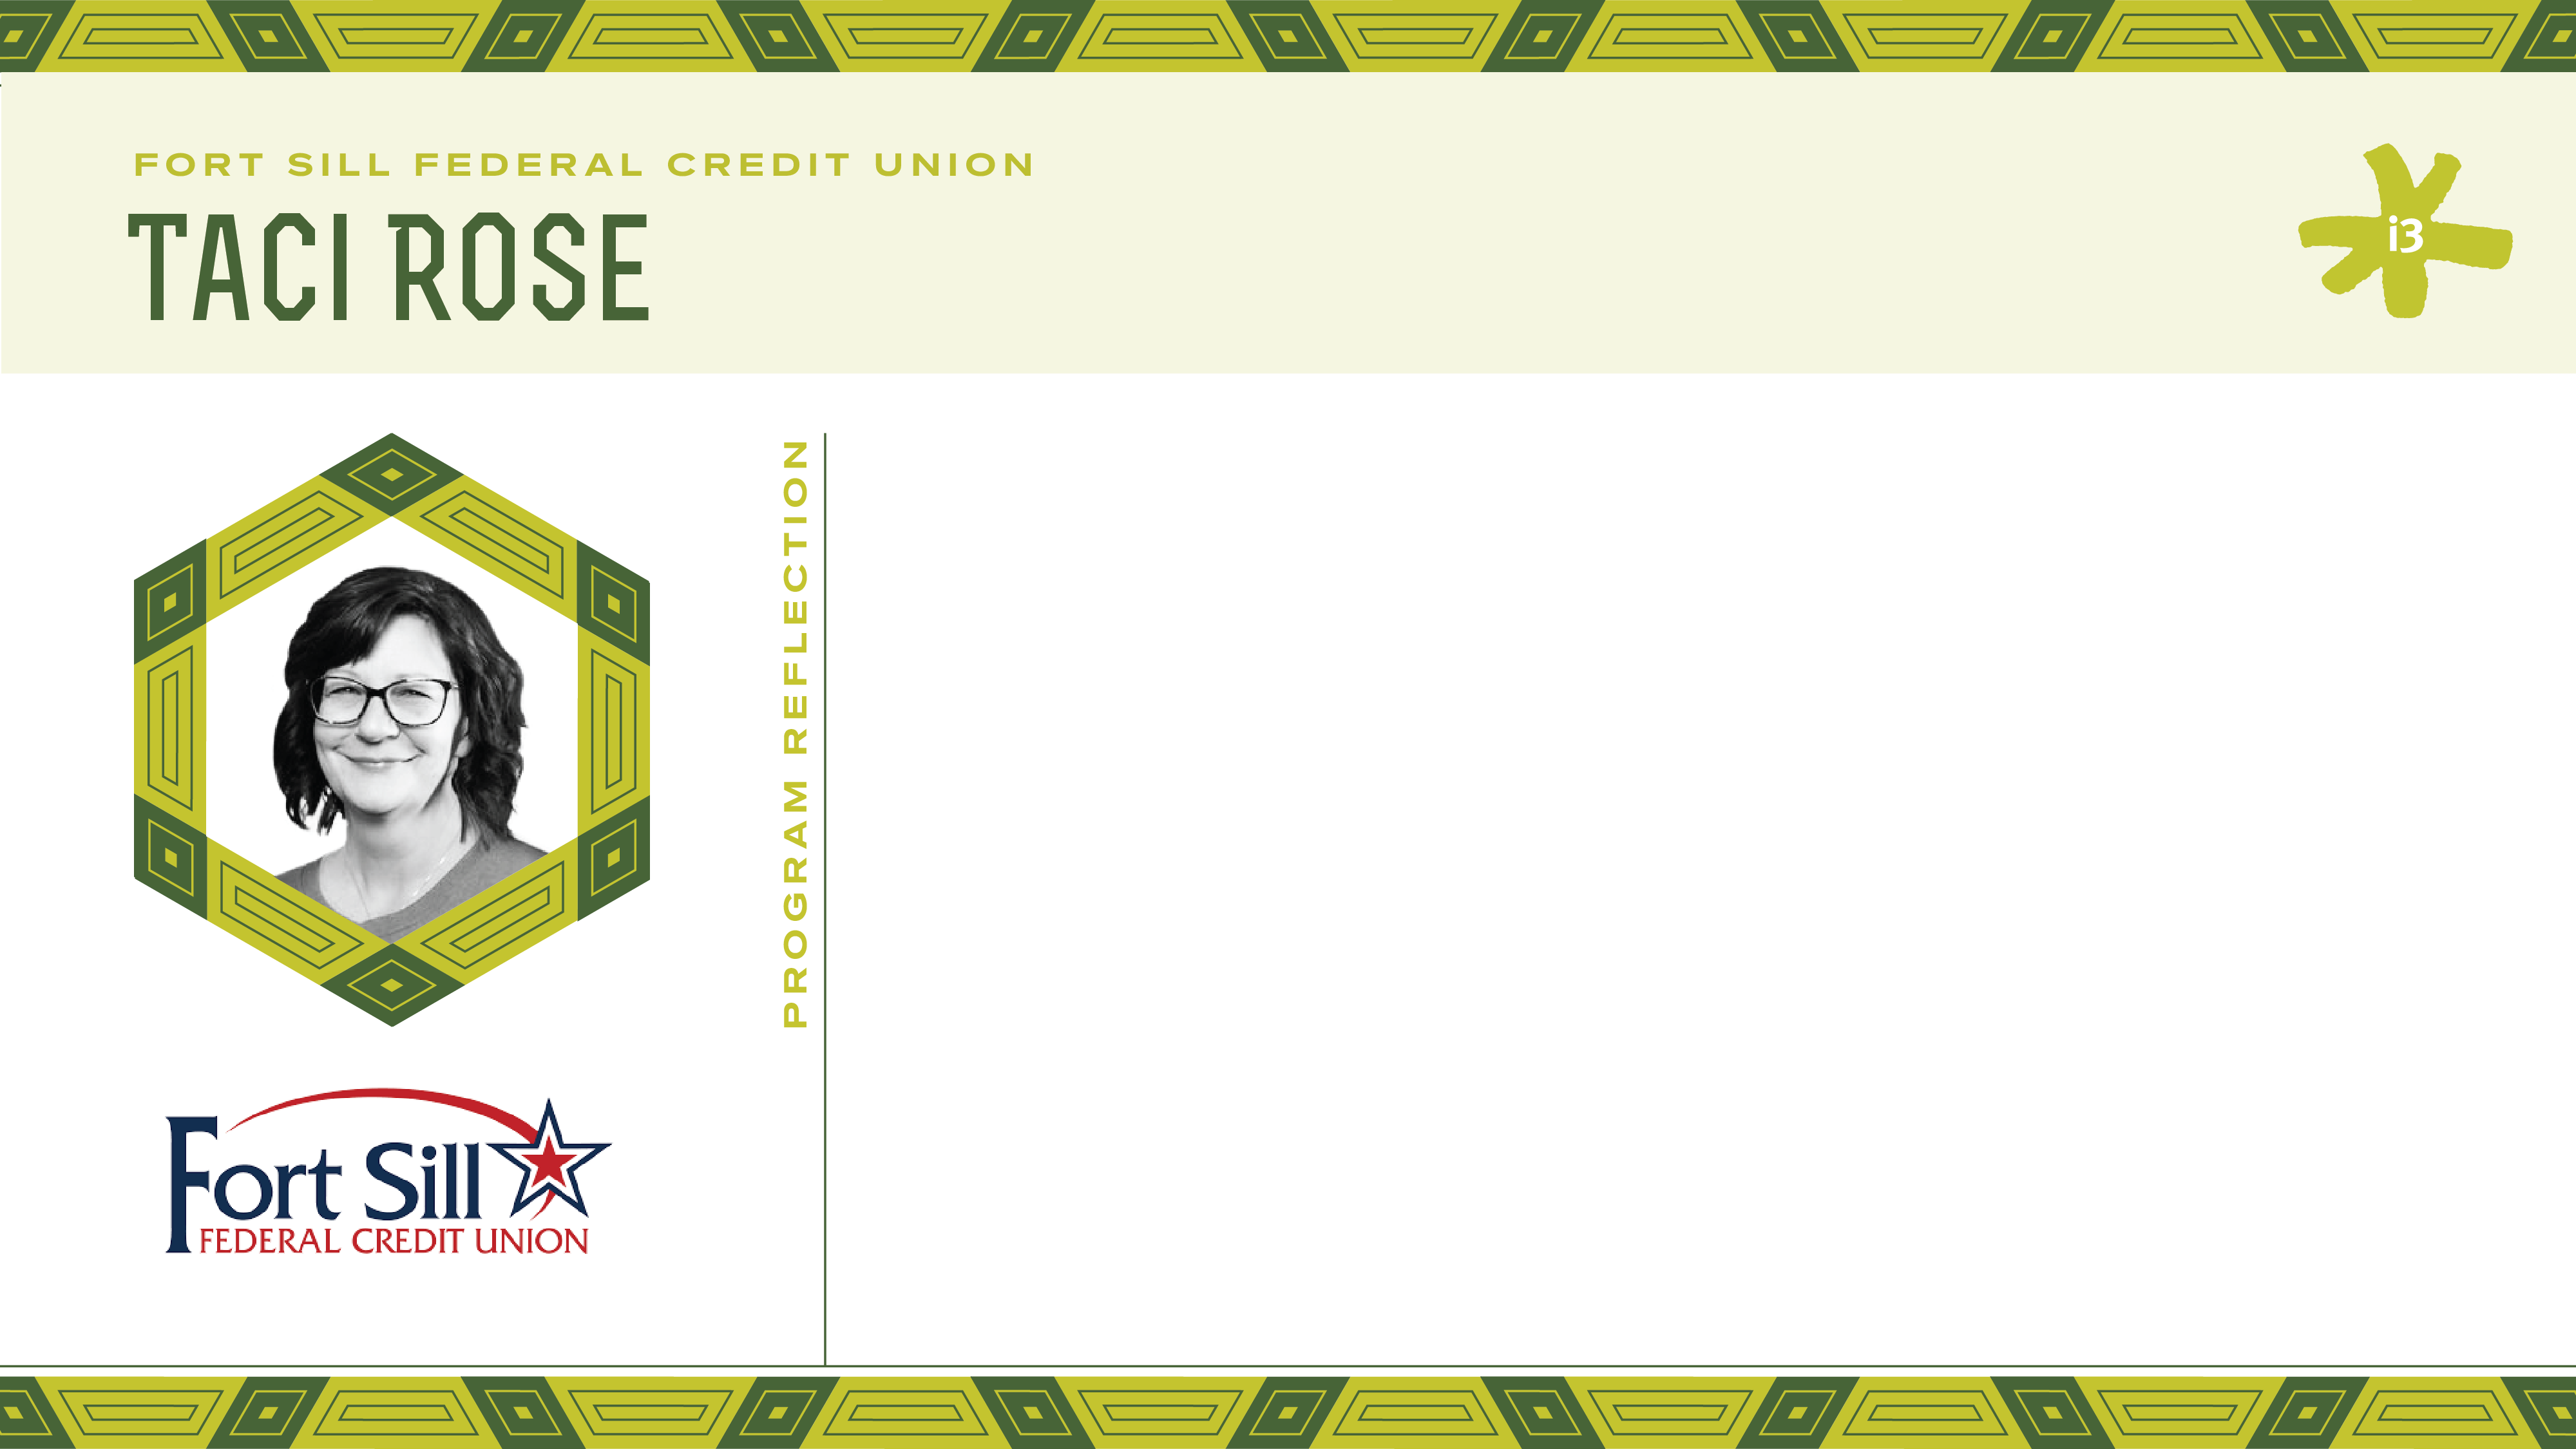 FORT SILL FEDERAL CREDIT UNION
TACI ROSE
i3
PROGRAM REFLECTION
Fort Sill
FEDERAL CREDIT UNION